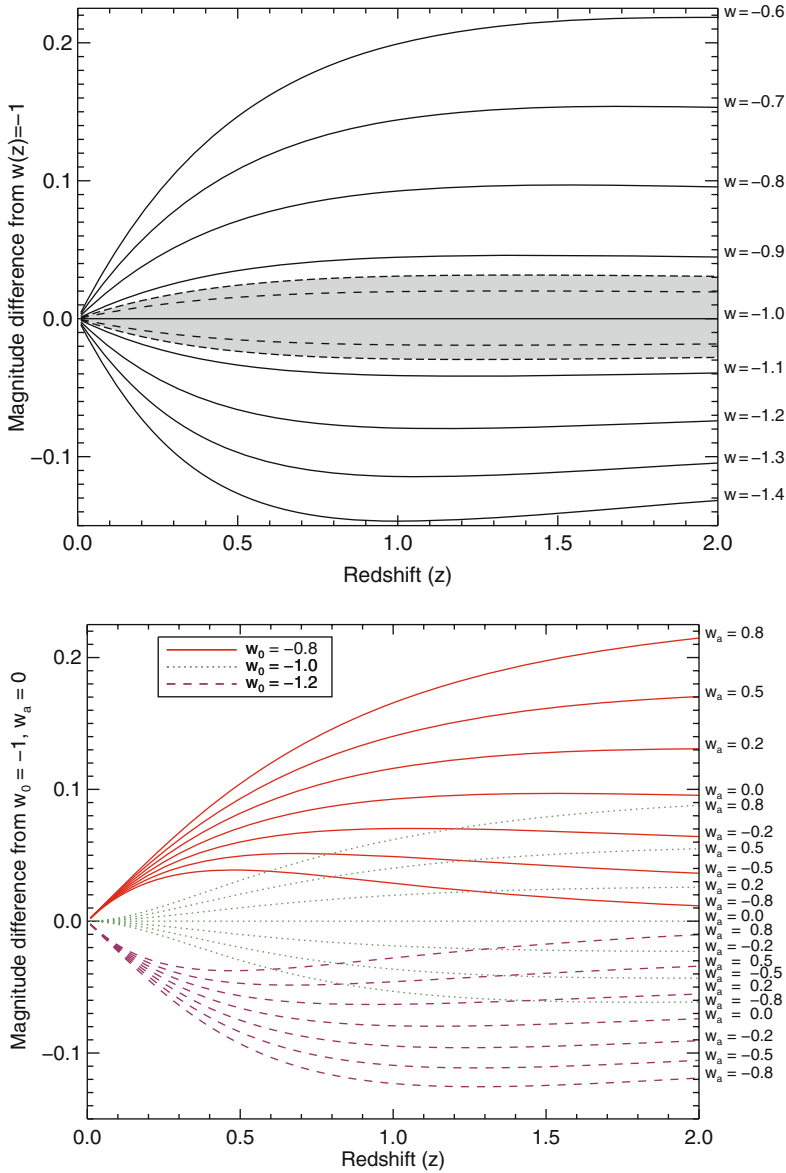 Magnitude difference from w(z)=−1
0.2
0.1
0.0
−0.1
w = −0.6
w = −0.7
w = −0.8
w = −0.9
w = −1.0
w = −1.1
w = −1.2
w = −1.3
w = −1.4
0.0 0.5 1.0 1.5 2.0
Redshift (z)
Magnitude difference from w₀ = −1, wₐ = 0
0.2
0.1
0.0
−0.1
w₀ = −0.8
w₀ = −1.0
w₀ = −1.2
wₐ = 0.8
wₐ = 0.5
wₐ = 0.2
wₐ = 0.0
wₐ = 0.8
wₐ = −0.2
wₐ = 0.5
wₐ = −0.5
wₐ = 0.2
wₐ = −0.8
wₐ = 0.0
wₐ = 0.8
wₐ = −0.2
wₐ = 0.5
wₐ = −0.5
wₐ = 0.2
wₐ = −0.8
wₐ = 0.0
wₐ = −0.2
wₐ = −0.5
wₐ = −0.8
0.0 0.5 1.0 1.5 2.0
Redshift (z)